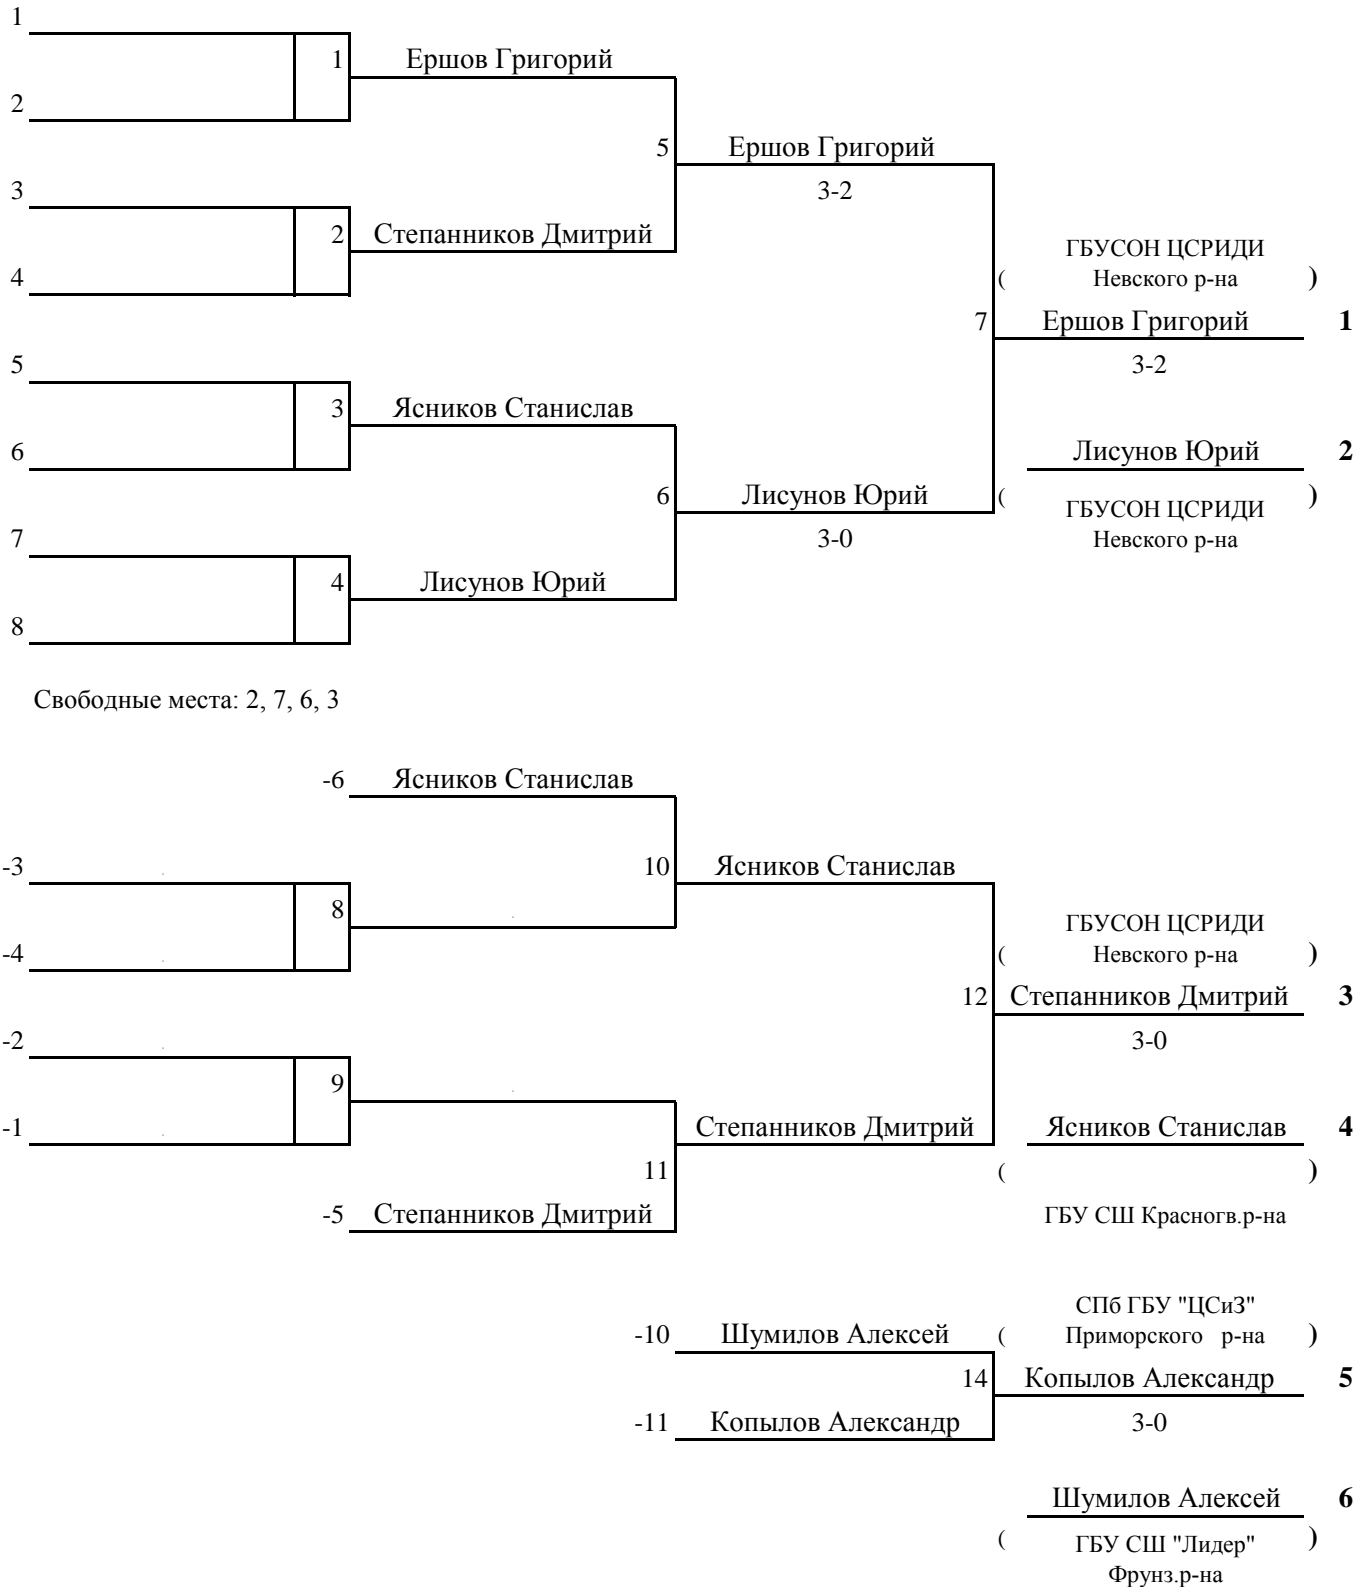 1
1 Ершов Григорий
2
5 Ершов Григорий
3 3-2
2 Степанников Дмитрий
ГБУСОН ЦСРИДИ
4 ( Невского р-на )
7 Ершов Григорий 1
5 3-2
3 Ясников Станислав
6 Лисунов Юрий 2
6 Лисунов Юрий ( )
ГБУСОН ЦСРИДИ
7 3-0 Невского р-на
4 Лисунов Юрий
8
Свободные места: 2, 7, 6, 3
-6 Ясников Станислав
-3 10 Ясников Станислав
8
ГБУСОН ЦСРИДИ
-4 ( Невского р-на )
12 Степанников Дмитрий 3
-2 3-0
9
-1 Степанников Дмитрий Ясников Станислав 4
11 ( )
-5 Степанников Дмитрий ГБУ СШ Красногв.р-на
СПб ГБУ "ЦСиЗ"
-10 Шумилов Алексей ( Приморского р-на )
14 Копылов Александр 5
-11 Копылов Александр 3-0
Шумилов Алексей 6
( ГБУ СШ "Лидер" )
Фрунз.р-на